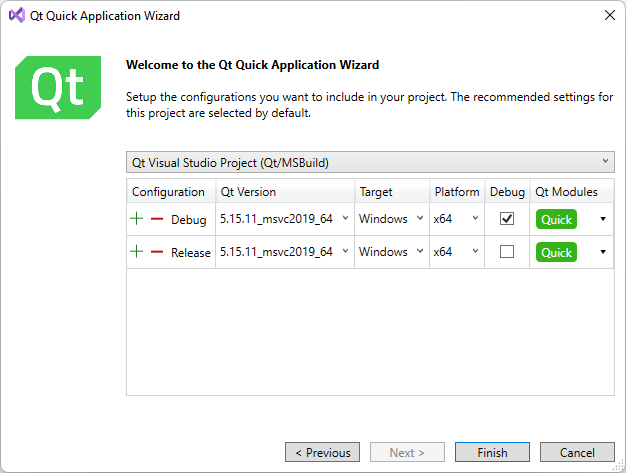 Qt Quick Application Wizard
Qt
Welcome to the Qt Quick Application Wizard
Setup the configurations you want to include in your project. The recommended settings for
this project are selected by default.
Qt Visual Studio Project (Qt/MSBuild)
Configuration Qt Version Target Platform Debug Qt Modules
Debug 5.15.11_msvc2019_64 Windows x64 Quick
Release 5.15.11_msvc2019_64 Windows x64 Quick
< Previous Next > Finish Cancel